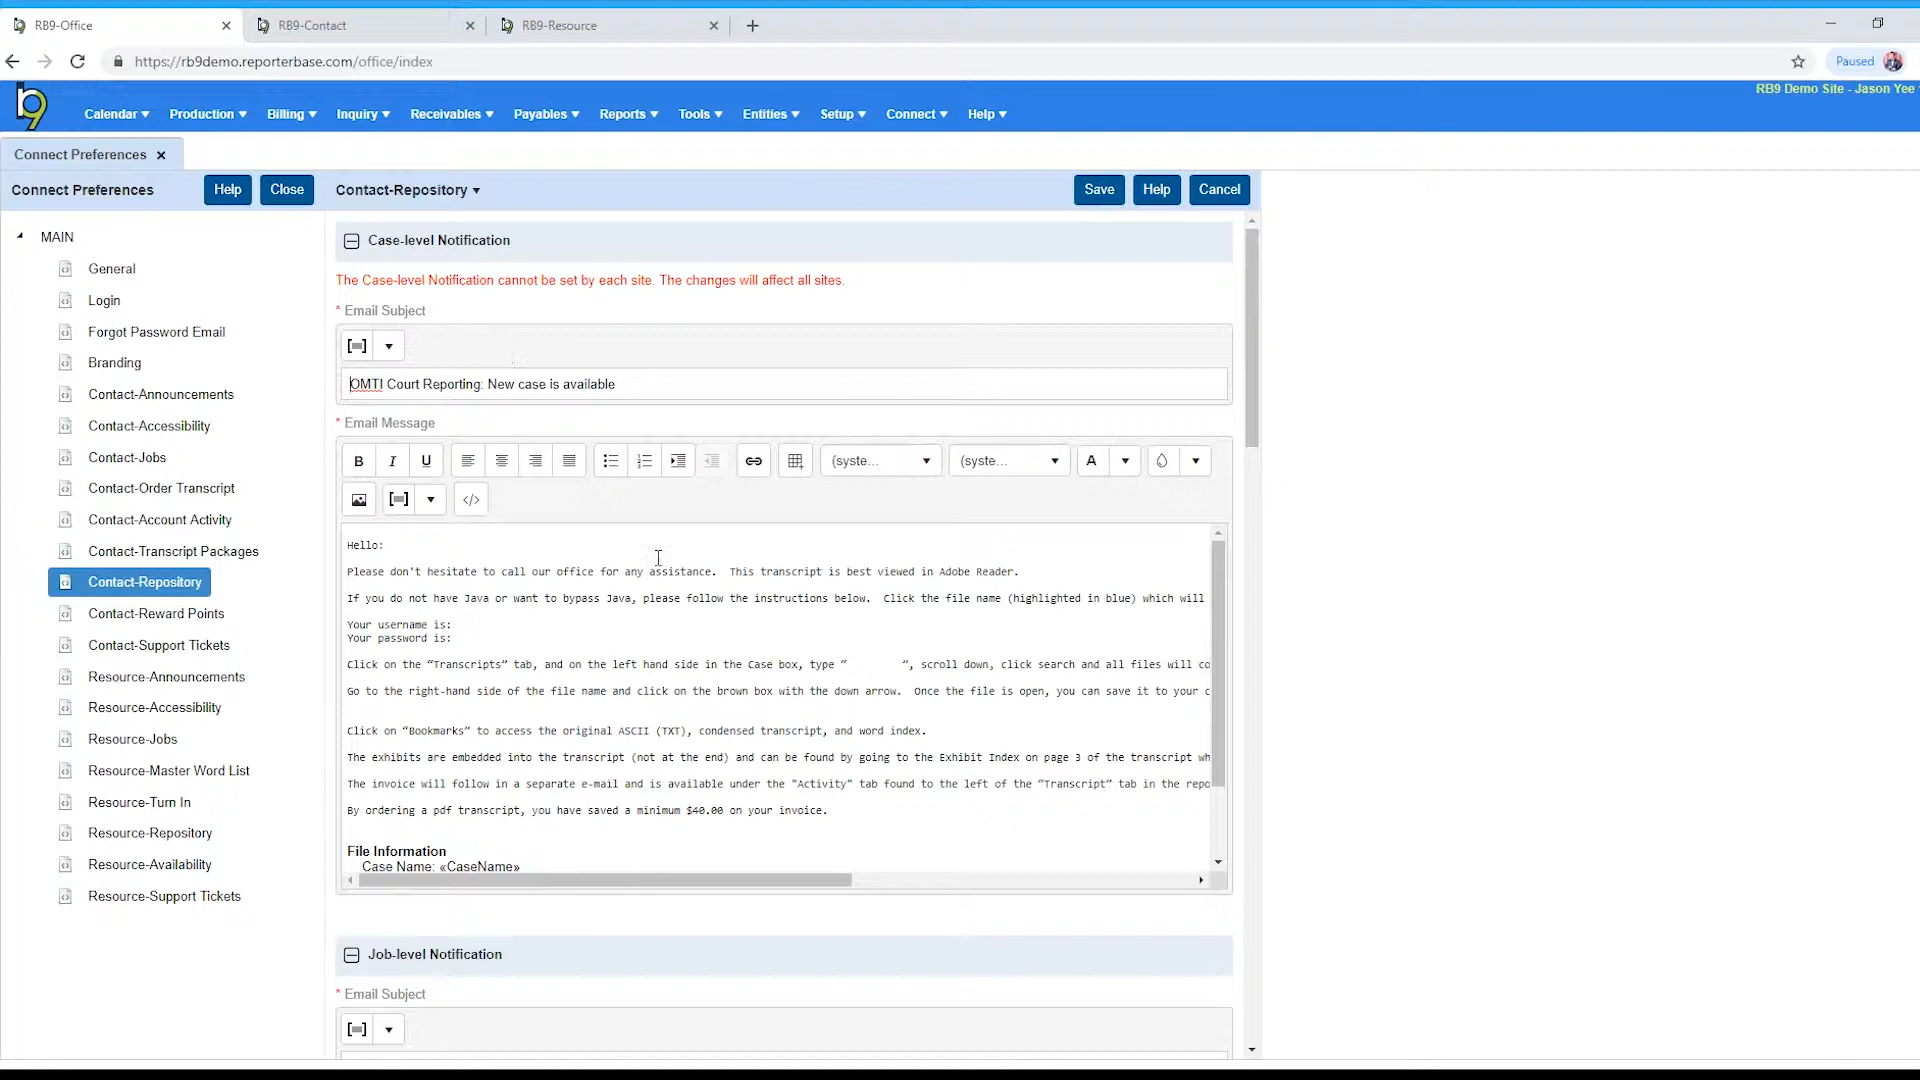 RB9-Office
RB9-Contact
RB9-Resource
https://rb9demo.reporterbase.com/office/index
Paused
RB9 Demo Site - Jason Yee
b9
Calendar
Production
Billing
Inquiry
Receivables
Payables
Reports
Tools
Entities
Setup
Connect
Help
Connect Preferences
Connect Preferences
Help
Close
Contact-Repository
Save
Help
Cancel
MAIN
General
Login
Forgot Password Email
Branding
Contact-Announcements
Contact-Accessibility
Contact-Jobs
Contact-Order Transcript
Contact-Account Activity
Contact-Transcript Packages
Contact-Repository
Contact-Reward Points
Contact-Support Tickets
Resource-Announcements
Resource-Accessibility
Resource-Jobs
Resource-Master Word List
Resource-Turn In
Resource-Repository
Resource-Availability
Resource-Support Tickets
Case-level Notification
The Case-level Notification cannot be set by each site. The changes will affect all sites.
* Email Subject
OMTI Court Reporting: New case is available
* Email Message
B I U (syste... (syste... A
Hello:
Please don't hesitate to call our office for any assistance. This transcript is best viewed in Adobe Reader.
If you do not have Java or want to bypass Java, please follow the instructions below. Click the file name (highlighted in blue) which will
Your username is:
Your password is:
Click on the “Transcripts” tab, and on the left hand side in the Case box, type “ ”, scroll down, click search and all files will co
Go to the right-hand side of the file name and click on the brown box with the down arrow. Once the file is open, you can save it to your c
Click on “Bookmarks” to access the original ASCII (TXT), condensed transcript, and word index.
The exhibits are embedded into the transcript (not at the end) and can be found by going to the Exhibit Index on page 3 of the transcript wh
The invoice will follow in a separate e-mail and is available under the "Activity" tab found to the left of the “Transcript” tab in the repo
By ordering a pdf transcript, you have saved a minimum $40.00 on your invoice.
File Information
Case Name: «CaseName»
Job-level Notification
* Email Subject